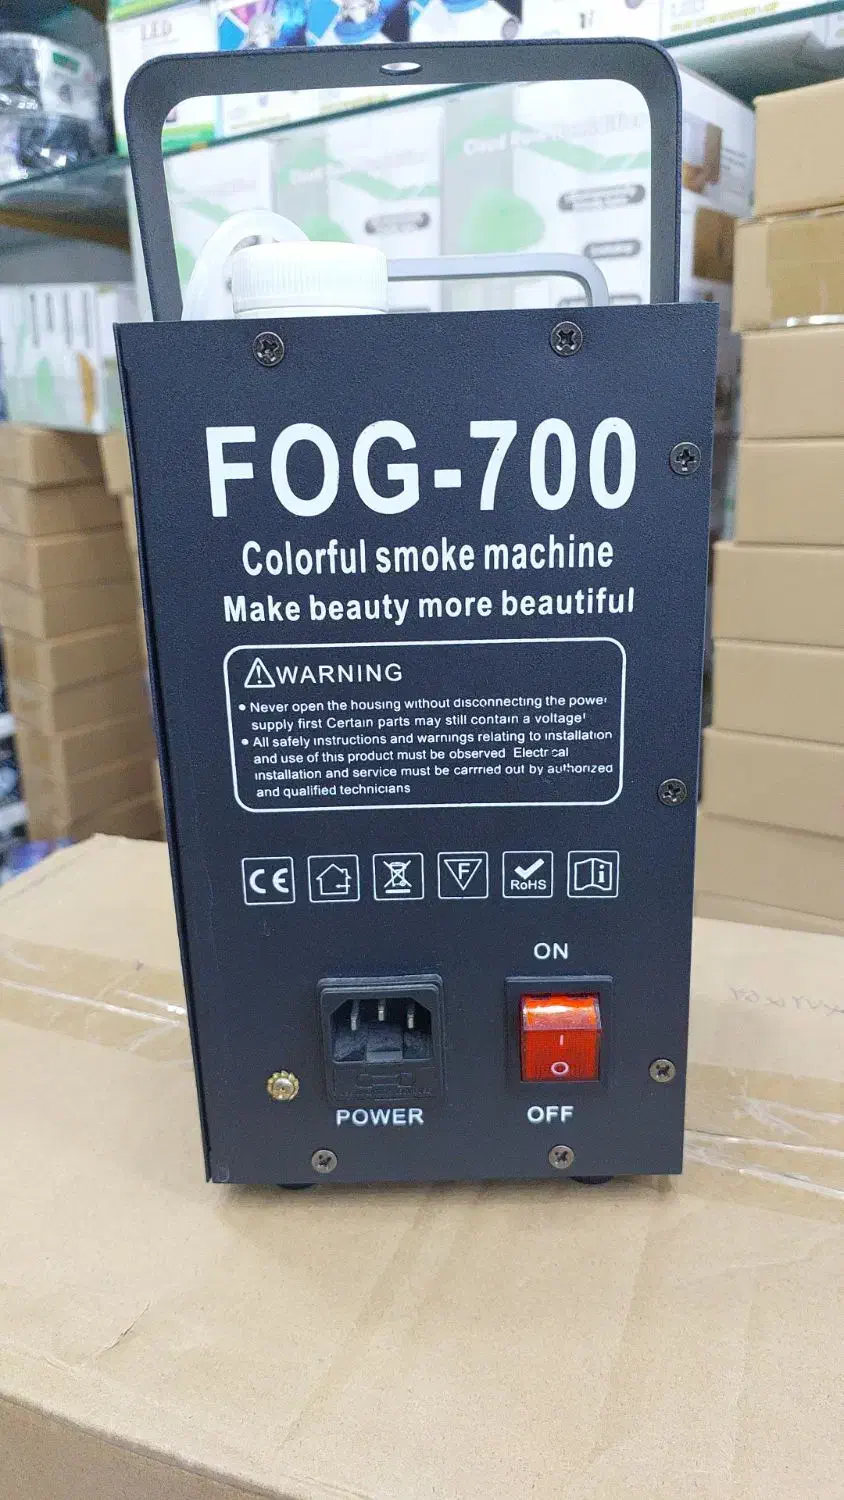 LED
FOG-700
Colorful smoke machine
Make beauty more beautiful
WARNING
• Never open the housing without disconnecting the power
supply first Certain parts may still contain a voltage!
• All safely instructions and warnings relating to installation
and use of this product must be observed Electrical
installation and service must be carrried out by authorized
and qualified technicians
CE
F
RoHS
i
ON
I
O
POWER
OFF